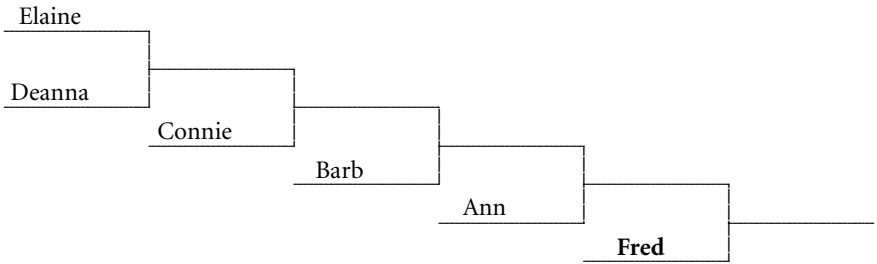 Elaine
Deanna
Connie
Barb
Ann
Fred